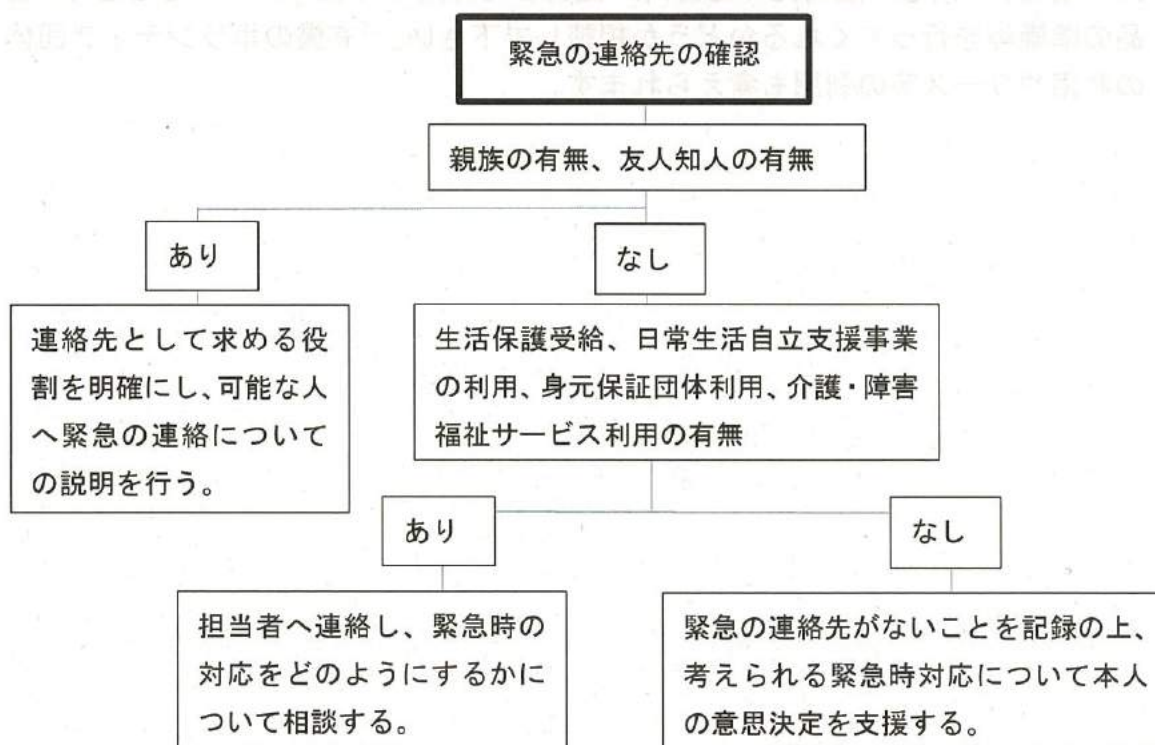 緊急の連絡先の確認
親族の有無、友人知人の有無
あり
なし
連絡先として求める役
割を明確にし、可能な人
へ緊急の連絡について
の説明を行う。
生活保護受給、日常生活自立支援事業
の利用、身元保証団体利用、介護・障害
福祉サービス利用の有無
あり
なし
担当者へ連絡し、緊急時の
対応をどのようにするかに
ついて相談する。
緊急の連絡先がないことを記録の上、
考えられる緊急時対応について本人
の意思決定を支援する。